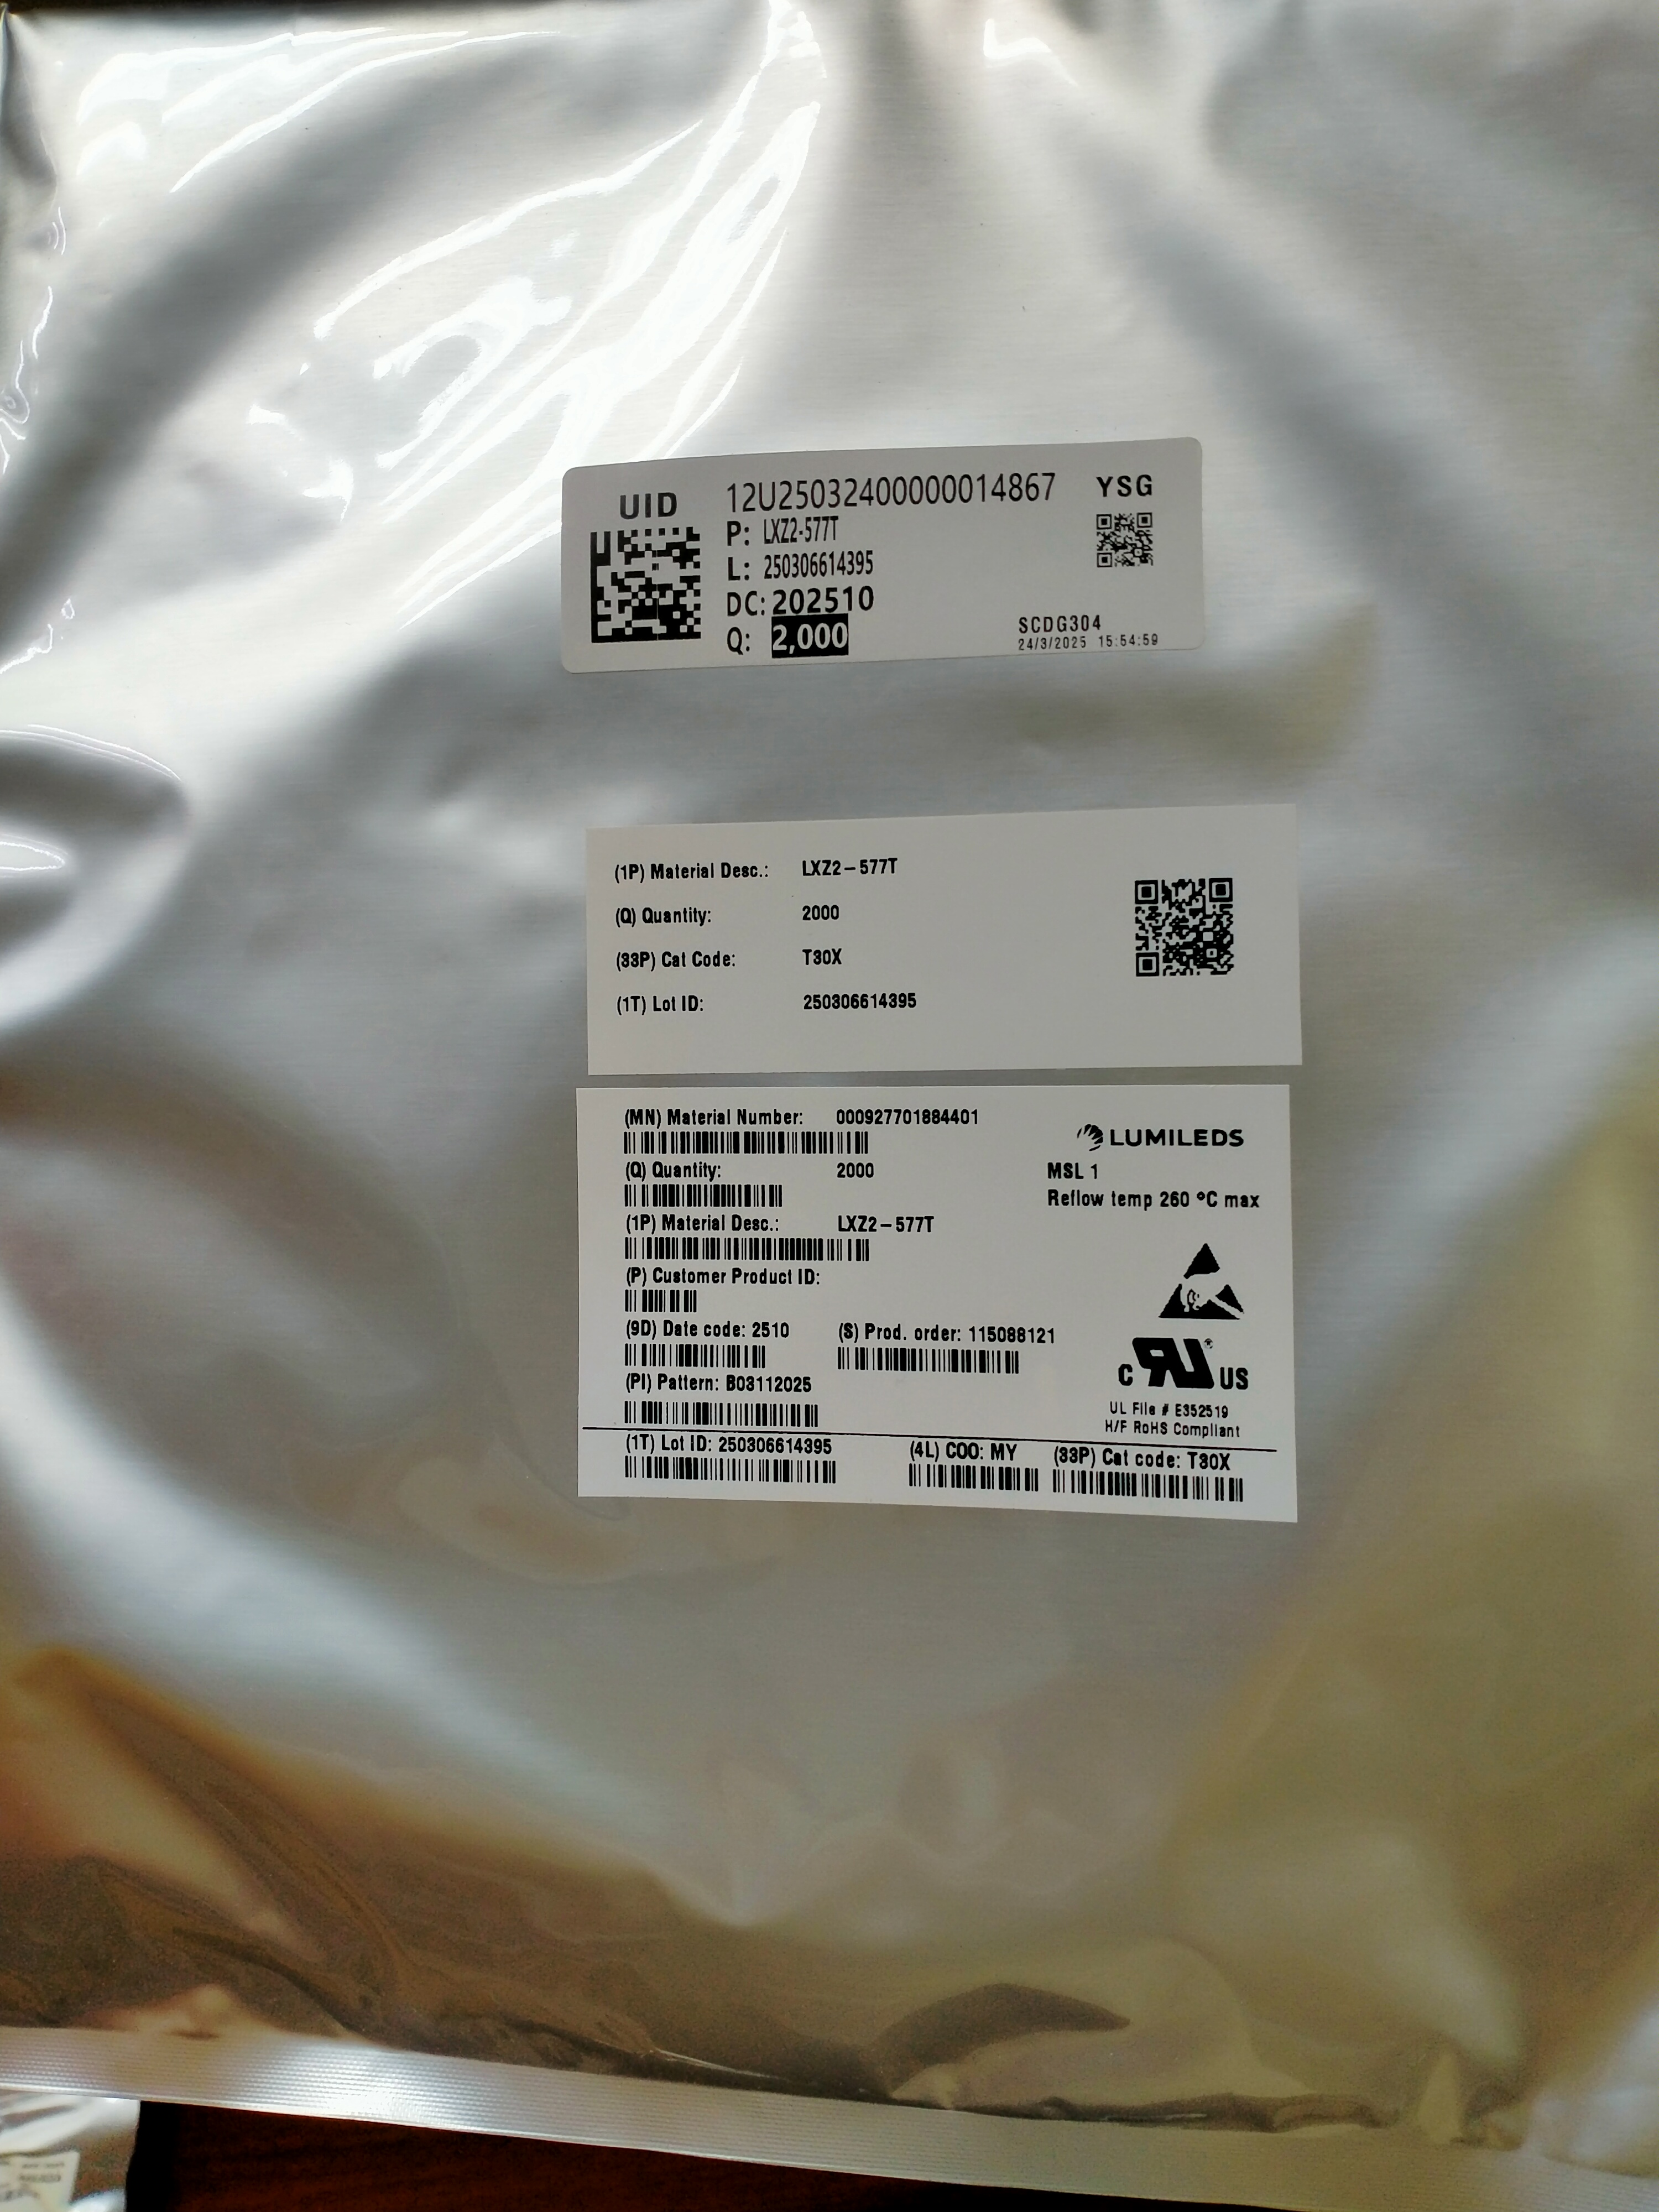 UID 12U25032400000014867 YSG
P: LXZ2-577T
L: 250306614395
DC: 202510
Q: 2,000
SCDG304
24/3/2025 15:54:59
(1P) Material Desc.: LXZ2-577T
(Q) Quantity: 2000
(33P) Cat Code: T30X
(1T) Lot ID: 250306614395
(MN) Material Number: 000927701884401
LUMILEDS
(Q) Quantity: 2000
MSL 1
Reflow temp 260 °C max
(1P) Material Desc.: LXZ2-577T
(P) Customer Product ID:
(9D) Date code: 2510 (S) Prod. order: 115088121
(PI) Pattern: B03112025
C RU ® US
UL File # E352519
H/F RoHS Compliant
(1T) Lot ID: 250306614395 (4L) COO: MY (33P) Cat code: T30X